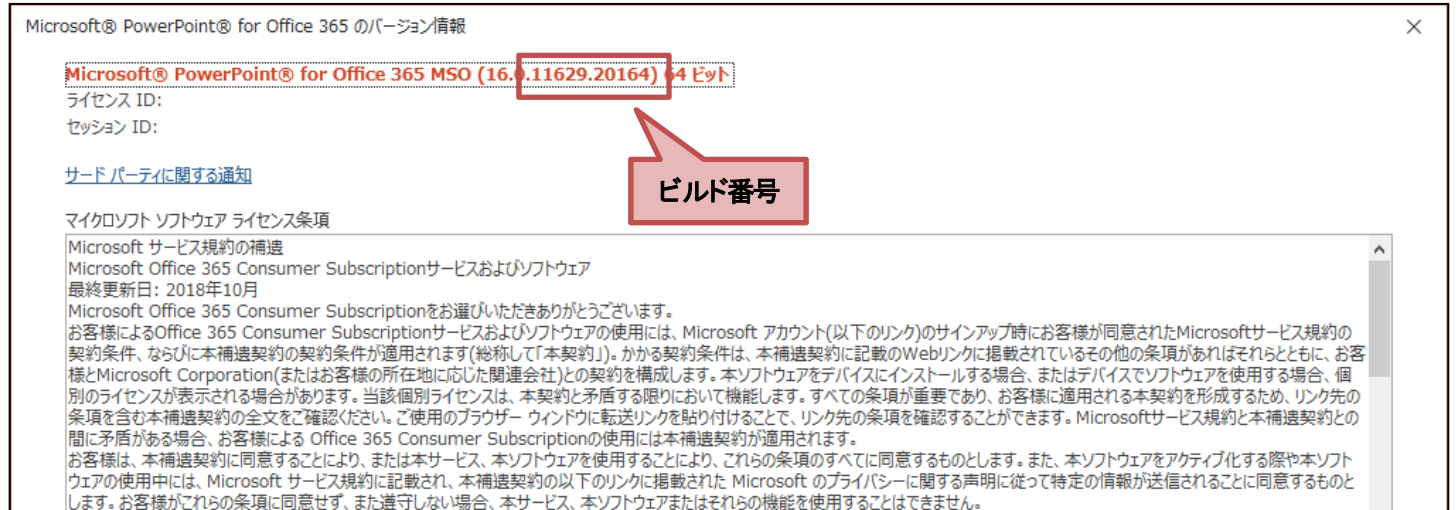 Microsoft® PowerPoint® for Office 365 のバージョン情報
Microsoft® PowerPoint® for Office 365 MSO (16.0.11629.20164) 64 ビット
ライセンス ID:
セッション ID:
ビルド番号
サード パーティに関する通知
マイクロソフト ソフトウェア ライセンス条項
Microsoft サービス規約の補遺
Microsoft Office 365 Consumer Subscriptionサービスおよびソフトウェア
最終更新日: 2018年10月
Microsoft Office 365 Consumer Subscriptionをお選びいただきありがとうございます。
お客様によるOffice 365 Consumer Subscriptionサービスおよびソフトウェアの使用には、Microsoft アカウント(以下のリンク)のサインアップ時にお客様が同意されたMicrosoftサービス規約の
契約条件、ならびに本補遺契約の契約条件が適用されます(総称して「本契約」)。かかる契約条件は、本補遺契約に記載のWebリンクに掲載されているその他の条項があればそれらとともに、お客
様とMicrosoft Corporation(またはお客様の所在地に応じた関連会社)との契約を構成します。本ソフトウェアをデバイスにインストールする場合、またはデバイスでソフトウェアを使用する場合、個
別のライセンスが表示される場合があります。当該個別ライセンスは、本契約と矛盾する限りにおいて機能します。すべての条項が重要であり、お客様に適用される本契約を形成するため、リンク先の
条項を含む本補遺契約の全文をご確認ください。ご使用のブラウザー ウィンドウに転送リンクを貼り付けることで、リンク先の条項を確認することができます。Microsoftサービス規約と本補遺契約との
間に矛盾がある場合、お客様による Office 365 Consumer Subscriptionの使用には本補遺契約が適用されます。
お客様は、本補遺契約に同意することにより、または本サービス、本ソフトウェアを使用することにより、これらの条項のすべてに同意するものとします。また、本ソフトウェアをアクティブ化する際や本ソフト
ウェアの使用中には、Microsoft サービス規約に記載され、本補遺契約の以下のリンクに掲載された Microsoft のプライバシーに関する声明に従って特定の情報が送信されることに同意するものと
します。お客様がこれらの条項に同意せず、また遵守しない場合、本サービス、本ソフトウェアまたはそれらの機能を使用することはできません。